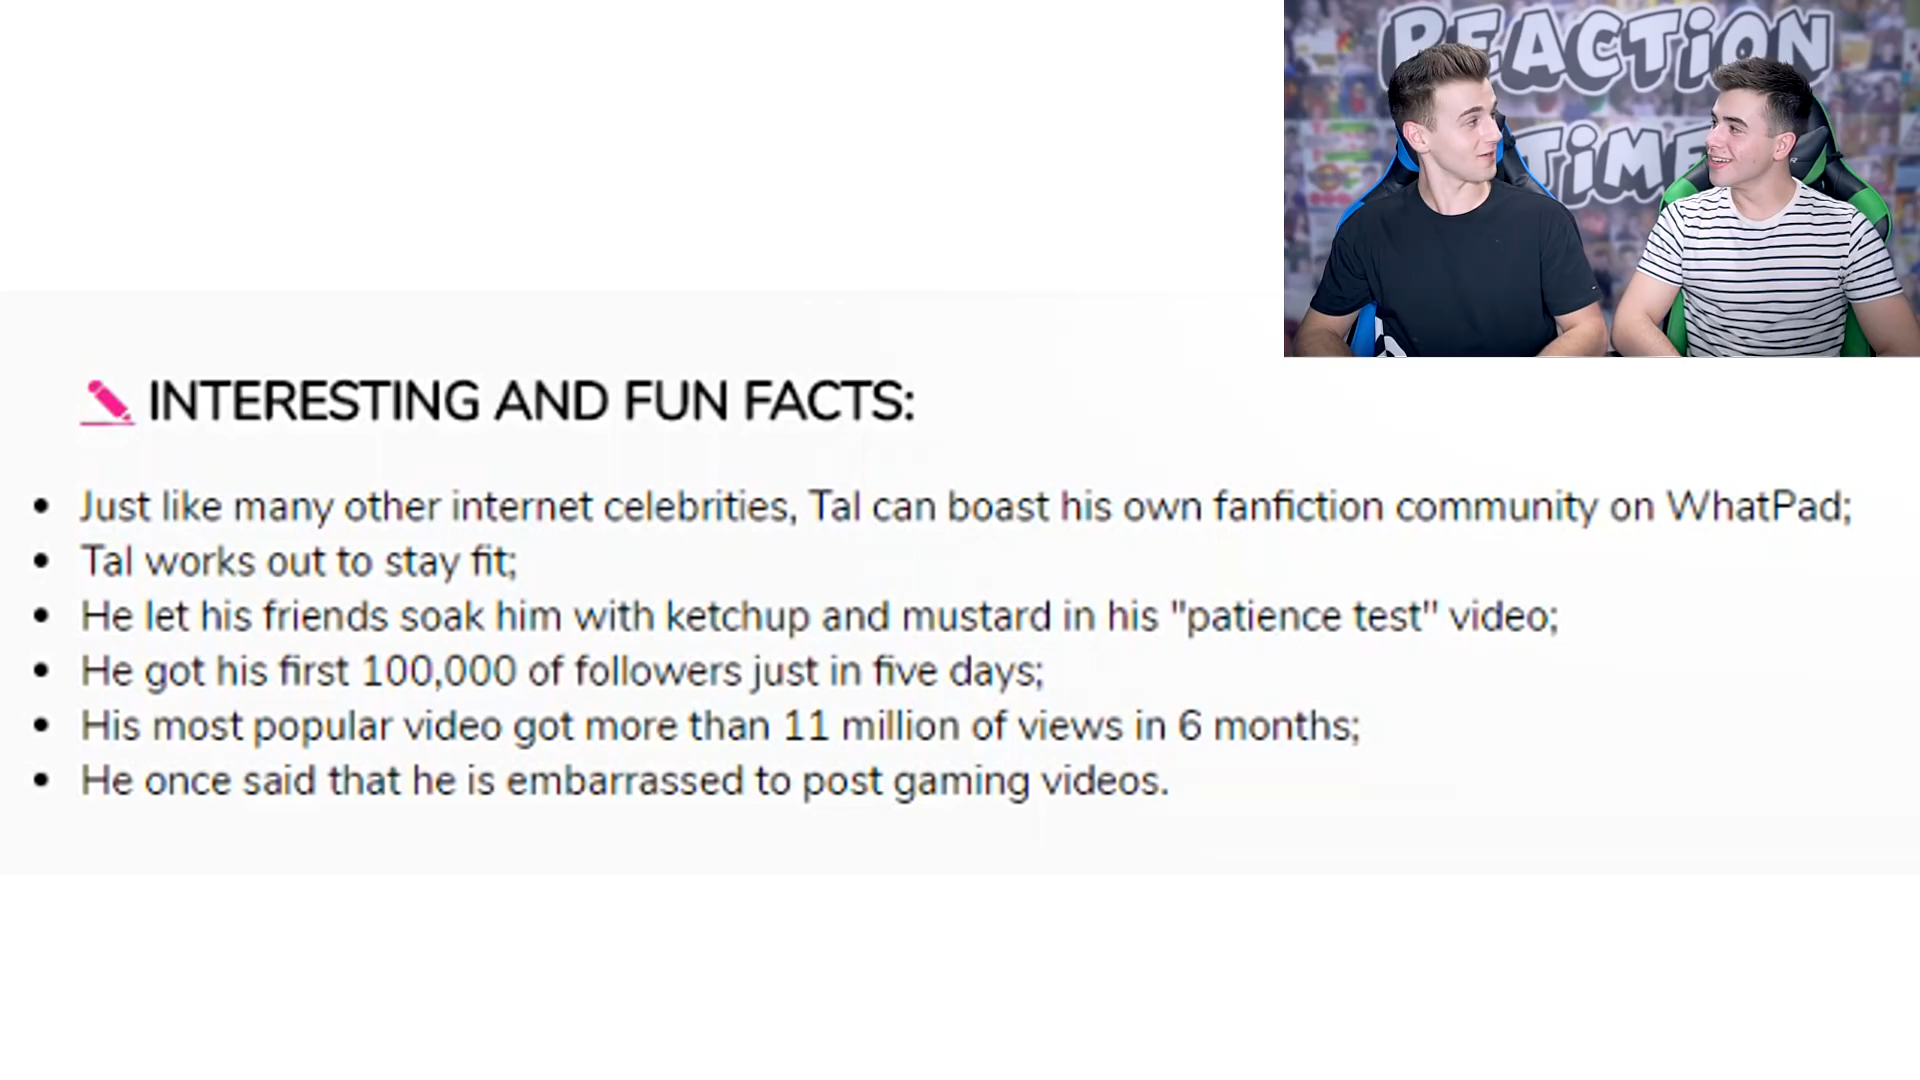 REACTION
TIME
INTERESTING AND FUN FACTS:
• Just like many other internet celebrities, Tal can boast his own fanfiction community on WhatPad;
• Tal works out to stay fit;
• He let his friends soak him with ketchup and mustard in his "patience test" video;
• He got his first 100,000 of followers just in five days;
• His most popular video got more than 11 million of views in 6 months;
• He once said that he is embarrassed to post gaming videos.